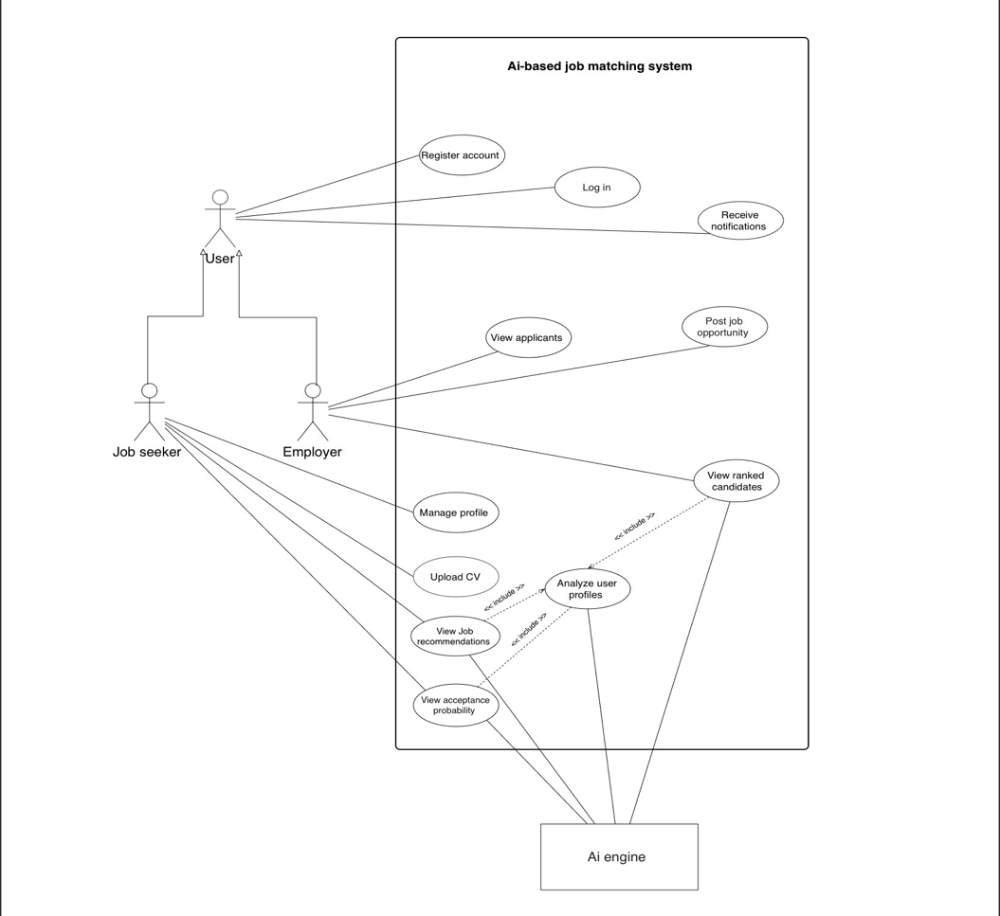 Ai-based job matching system
Register account
Log in
Receive
notifications
User
View applicants
Post job
opportunity
Job seeker
Employer
View ranked
candidates
Manage profile
<< include >>
Upload CV
Analyze user
profiles
<< include >>
<< include >>
View Job
recommendations
View acceptance
probability
Ai engine